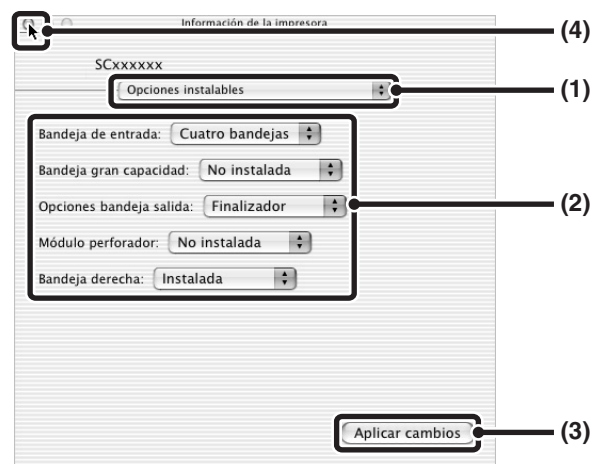 Información de la impresora
(4)
SCxxxxxx
Opciones instalables
(1)
Bandeja de entrada: Cuatro bandejas
Bandeja gran capacidad: No instalada
Opciones bandeja salida: Finalizador
(2)
Módulo perforador: No instalada
Bandeja derecha: Instalada
Aplicar cambios
(3)